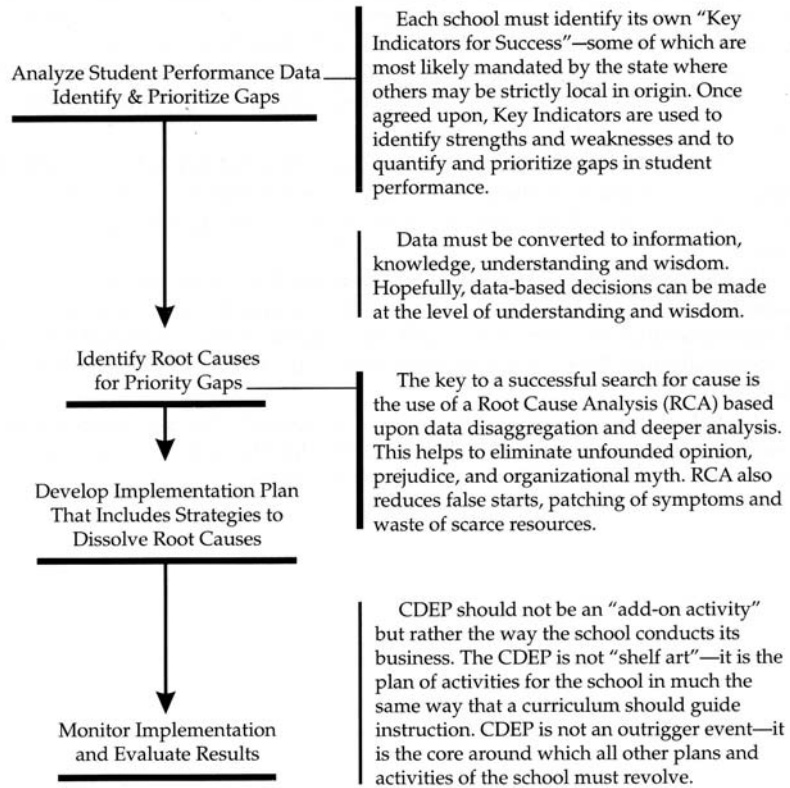 Analyze Student Performance Data
Identify & Prioritize Gaps
Each school must identify its own “Key
Indicators for Success”—some of which are
most likely mandated by the state where
others may be strictly local in origin. Once
agreed upon, Key Indicators are used to
identify strengths and weaknesses and to
quantify and prioritize gaps in student
performance.
Data must be converted to information,
knowledge, understanding and wisdom.
Hopefully, data-based decisions can be made
at the level of understanding and wisdom.
Identify Root Causes
for Priority Gaps
The key to a successful search for cause is
the use of a Root Cause Analysis (RCA) based
upon data disaggregation and deeper analysis.
This helps to eliminate unfounded opinion,
prejudice, and organizational myth. RCA also
reduces false starts, patching of symptoms and
waste of scarce resources.
Develop Implementation Plan
That Includes Strategies to
Dissolve Root Causes
CDEP should not be an “add-on activity”
but rather the way the school conducts its
business. The CDEP is not “shelf art”—it is the
plan of activities for the school in much the
same way that a curriculum should guide
instruction. CDEP is not an outrigger event—it
is the core around which all other plans and
activities of the school must revolve.
Monitor Implementation
and Evaluate Results